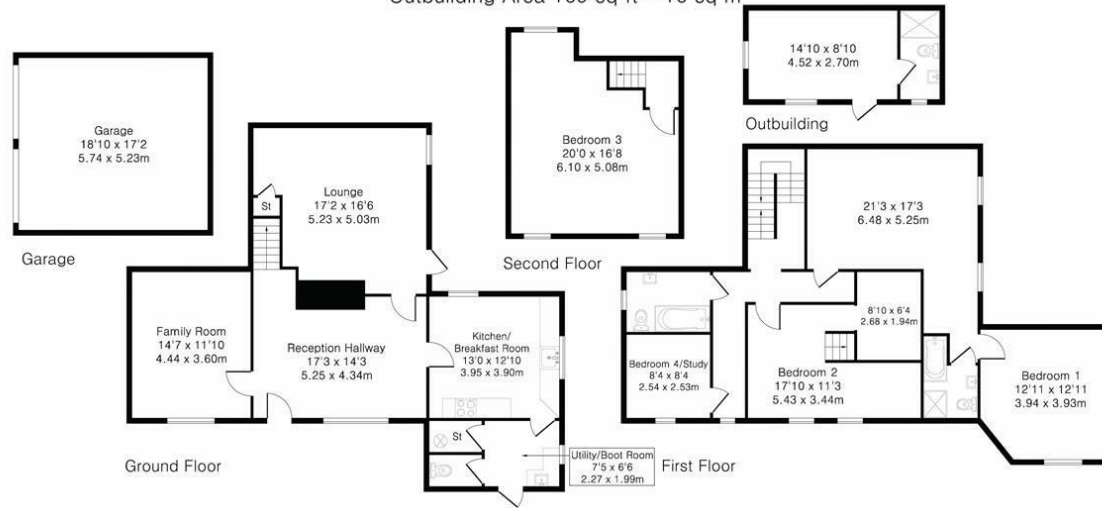 Outbuilding Area 169 sq ft - 16 sq m
Garage
18'10 x 17'2
5.74 x 5.23m
Garage
Lounge
17'2 x 16'6
5.23 x 5.03m
St
Family Room
14'7 x 11'10
4.44 x 3.60m
Reception Hallway
17'3 x 14'3
5.25 x 4.34m
Kitchen/
Breakfast Room
13'0 x 12'10
3.95 x 3.90m
St
Utility/Boot Room
7'5 x 6'6
2.27 x 1.99m
Ground Floor
Bedroom 3
20'0 x 16'8
6.10 x 5.08m
Second Floor
14'10 x 8'10
4.52 x 2.70m
Outbuilding
21'3 x 17'3
6.48 x 5.25m
8'10 x 6'4
2.68 x 1.94m
Bedroom 4/Study
8'4 x 8'4
2.54 x 2.53m
Bedroom 2
17'10 x 11'3
5.43 x 3.44m
Bedroom 1
12'11 x 12'11
3.94 x 3.93m
First Floor